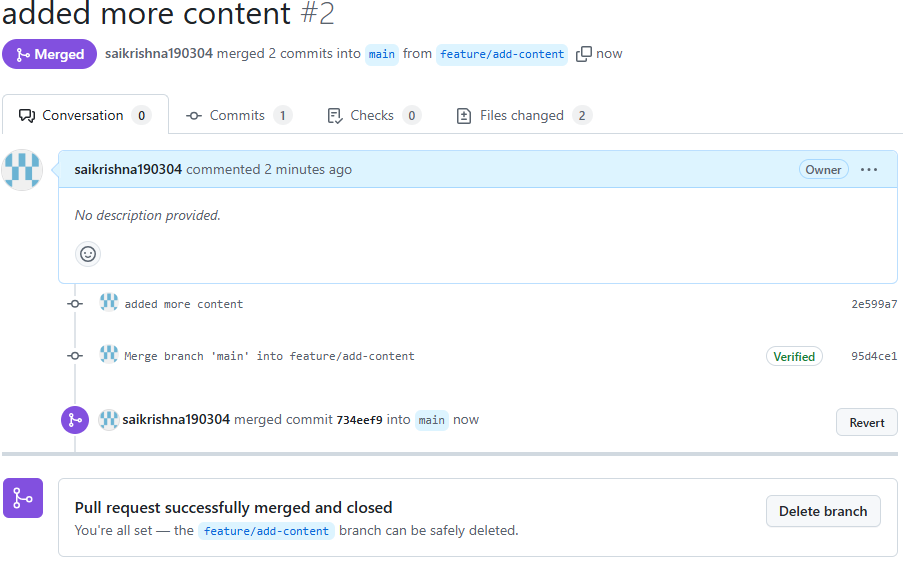 added more content #2
Merged saikrishna190304 merged 2 commits into main from feature/add-content now
Conversation 0 Commits 1 Checks 0 Files changed 2
saikrishna190304 commented 2 minutes ago Owner ...
No description provided.
added more content 2e599a7
Merge branch 'main' into feature/add-content Verified 95d4ce1
saikrishna190304 merged commit 734eef9 into main now Revert
Pull request successfully merged and closed
You're all set — the feature/add-content branch can be safely deleted.
Delete branch